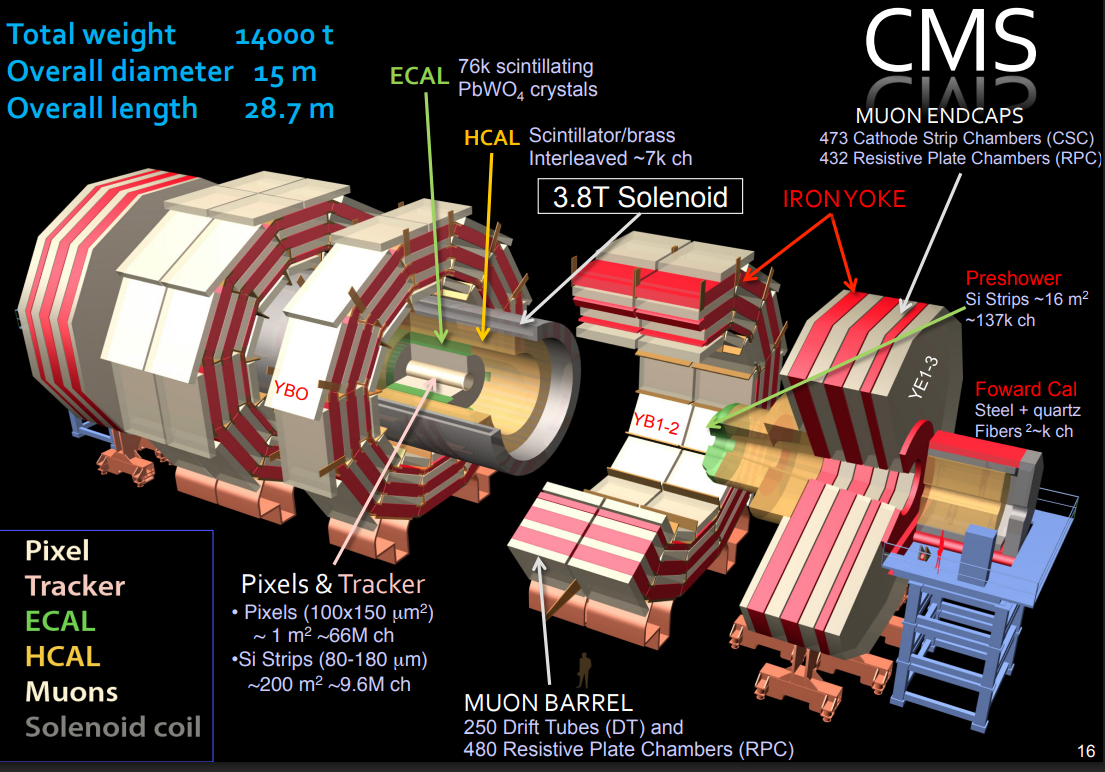 Total weight 14000 t
Overall diameter 15 m
Overall length 28.7 m
CMS
ECAL
76k scintillating
PbWO4 crystals
HCAL
Scintillator/brass
Interleaved ~7k ch
3.8T Solenoid
IRON YOKE
MUON ENDCAPS
473 Cathode Strip Chambers (CSC)
432 Resistive Plate Chambers (RPC)
Preshower
Si Strips ~16 m²
~137k ch
Foward Cal
Steel + quartz
Fibers ²~k ch
YBO
YB1-2
YE1-3
Pixel
Tracker
ECAL
HCAL
Muons
Solenoid coil
Pixels & Tracker
• Pixels (100x150 μm²)
~ 1 m² ~66M ch
•Si Strips (80-180 μm)
~200 m² ~9.6M ch
MUON BARREL
250 Drift Tubes (DT) and
480 Resistive Plate Chambers (RPC)
16